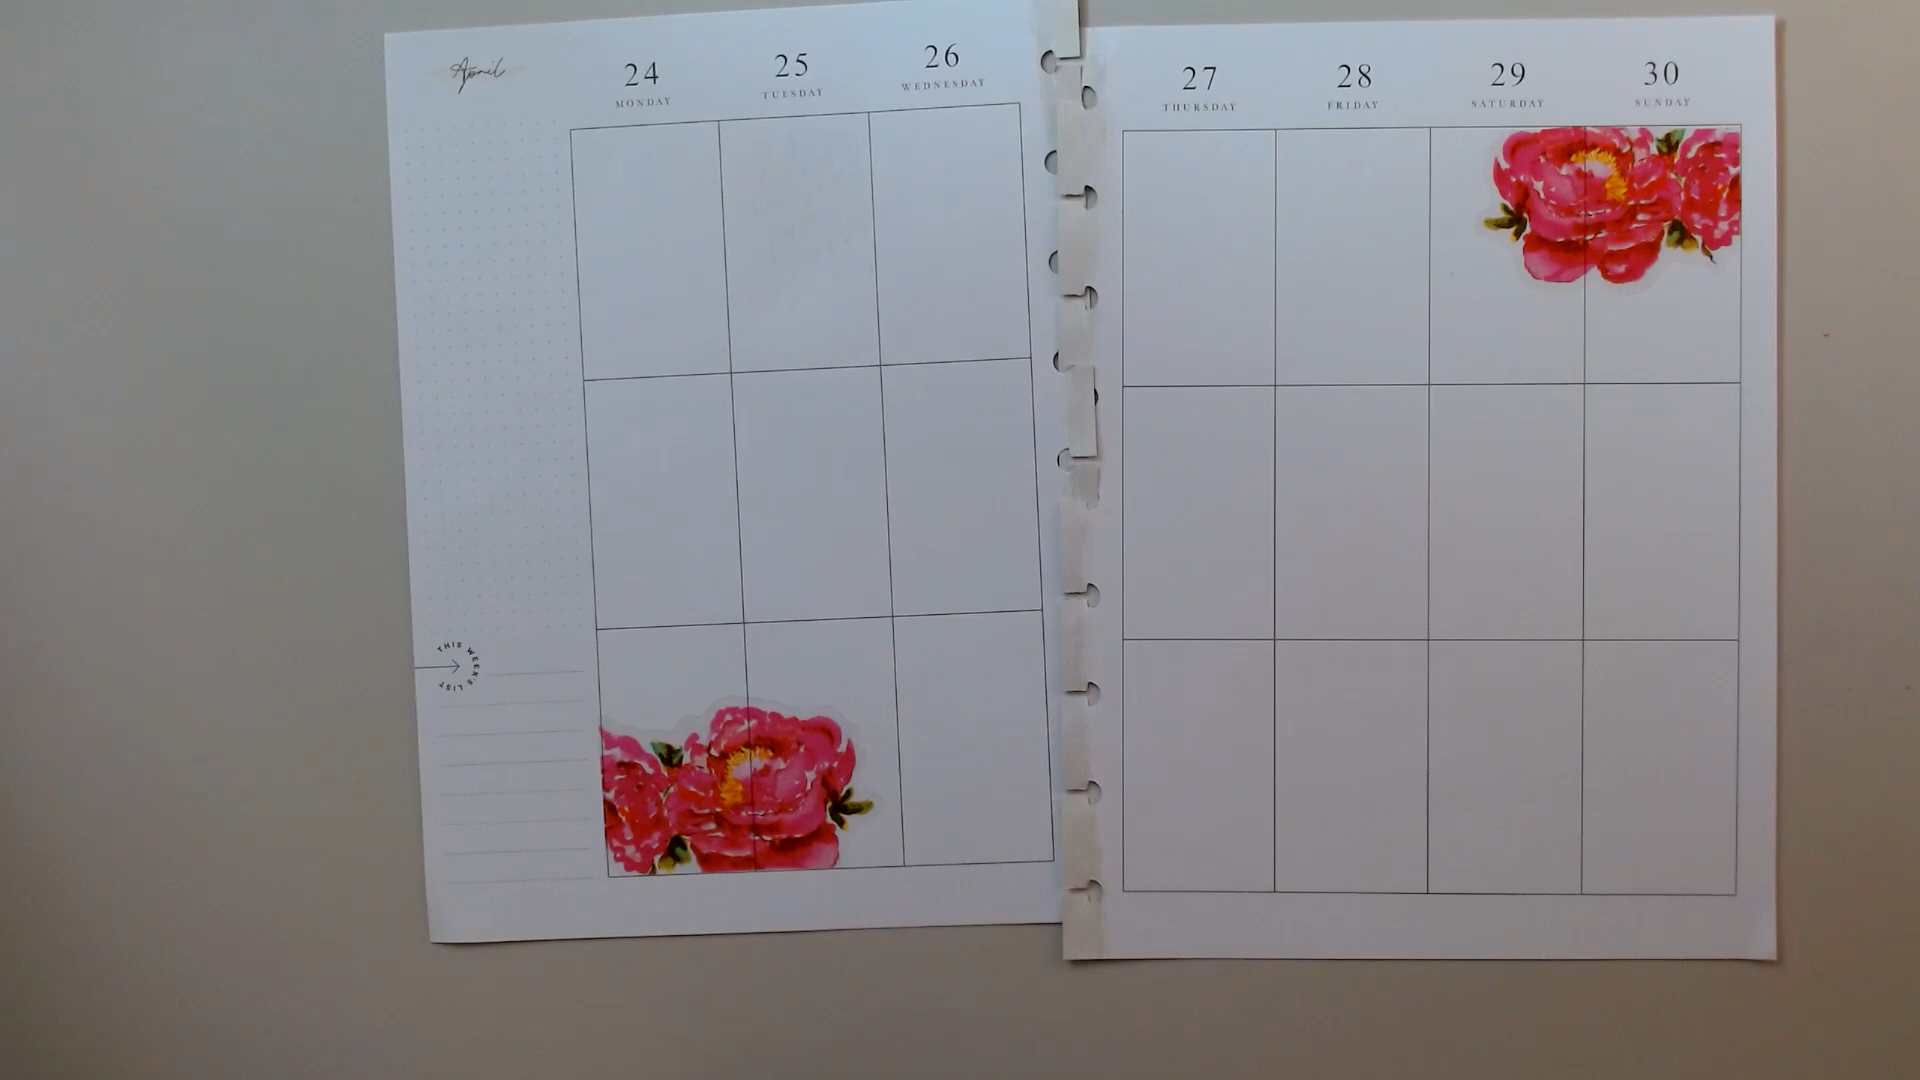 April
24
MONDAY
25
TUESDAY
26
WEDNESDAY
27
THURSDAY
28
FRIDAY
29
SATURDAY
30
SUNDAY
THIS WEEK'S LIST